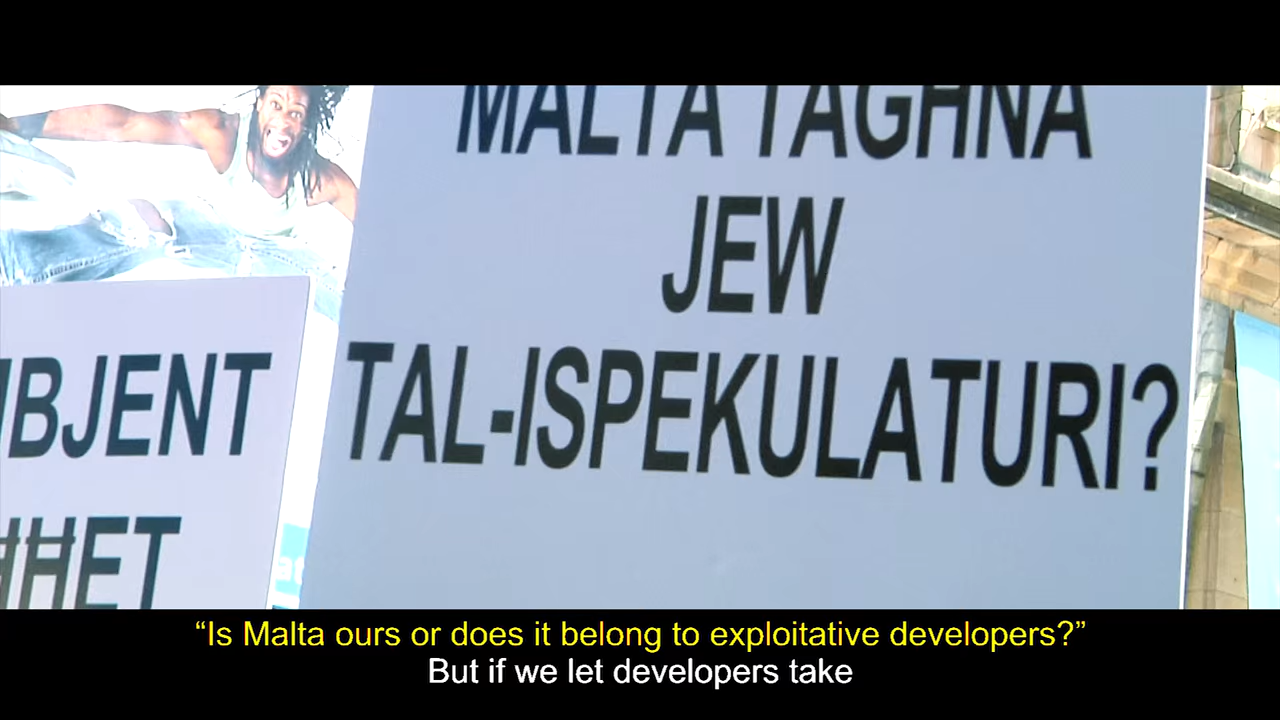 MALTA TAGHNA
JEW
TAL-ISPEKULATURI?
BJENT
ĦET
“Is Malta ours or does it belong to exploitative developers?”
But if we let developers take